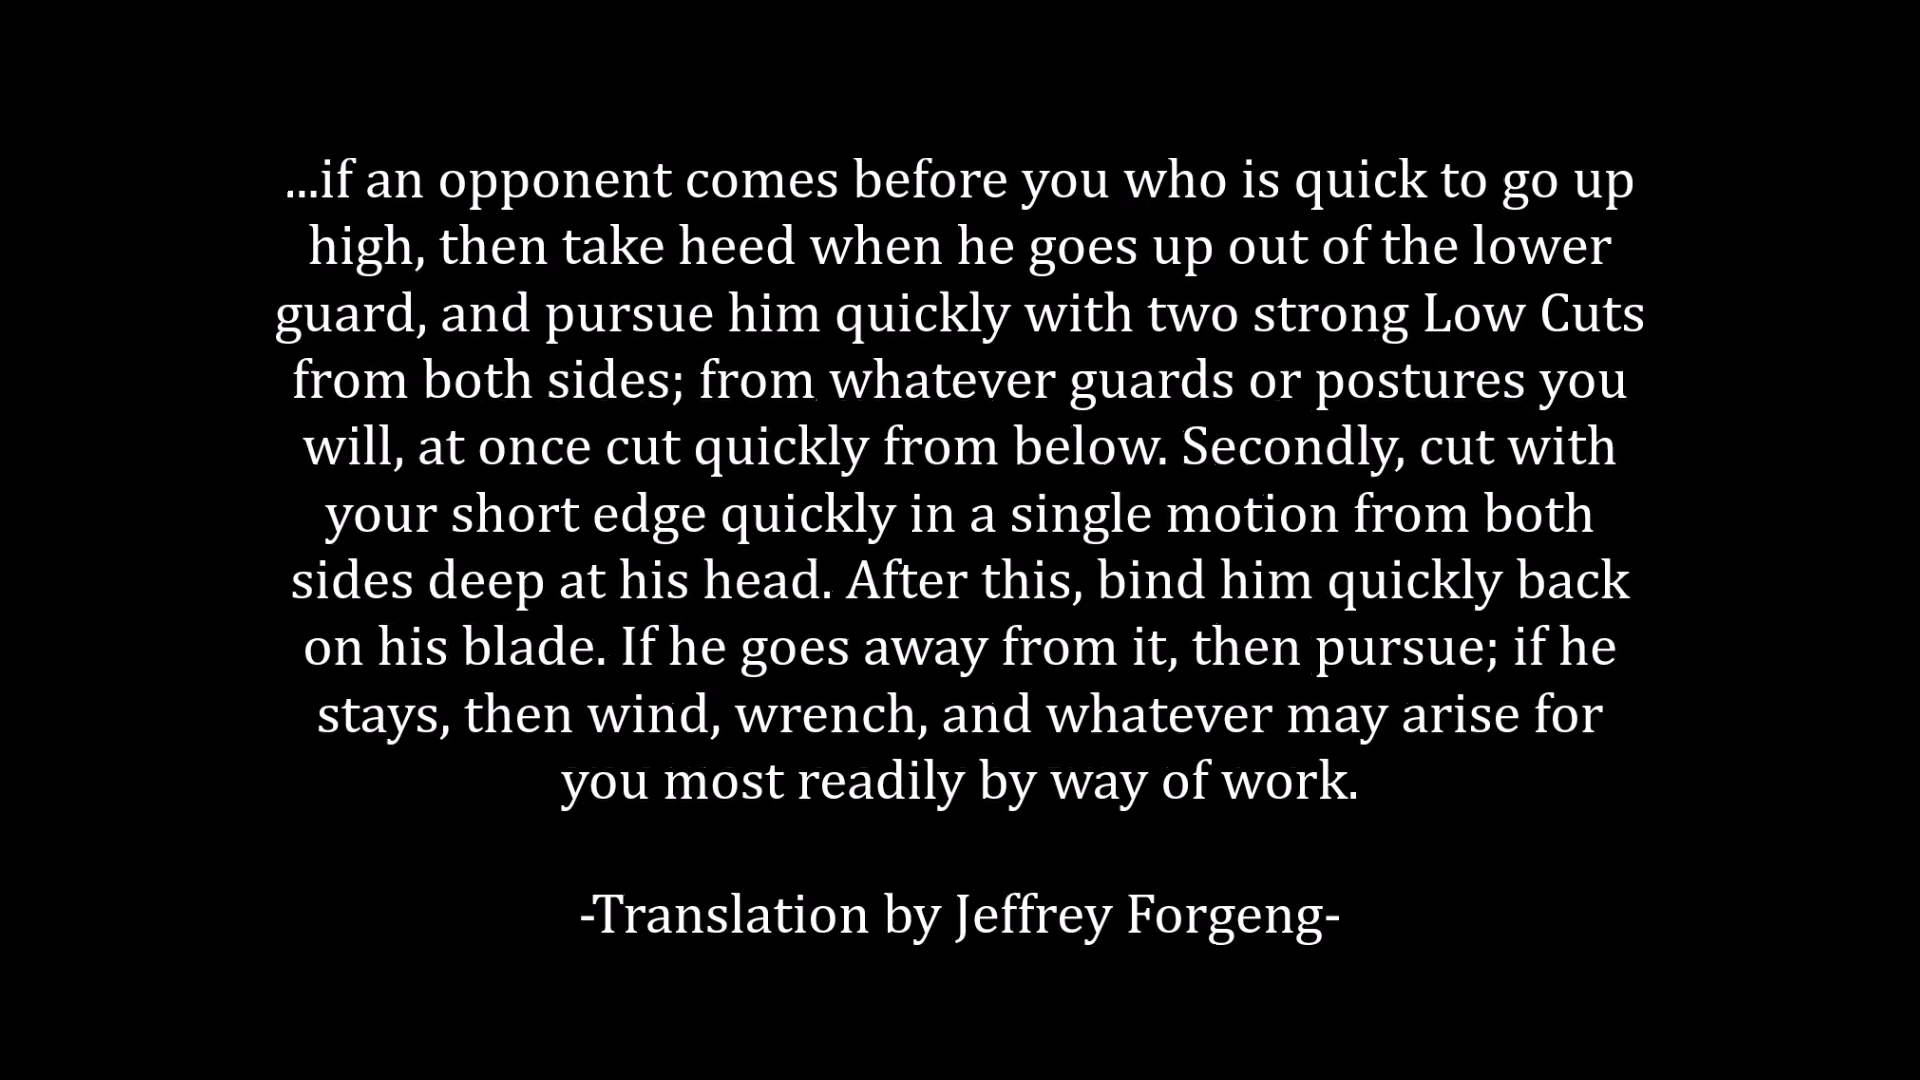 ...if an opponent comes before you who is quick to go up
high, then take heed when he goes up out of the lower
guard, and pursue him quickly with two strong Low Cuts
from both sides; from whatever guards or postures you
will, at once cut quickly from below. Secondly, cut with
your short edge quickly in a single motion from both
sides deep at his head. After this, bind him quickly back
on his blade. If he goes away from it, then pursue; if he
stays, then wind, wrench, and whatever may arise for
you most readily by way of work.
-Translation by Jeffrey Forgeng-